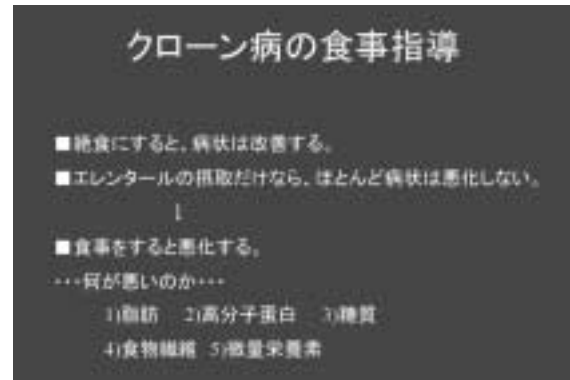 クローン病の食事指導
■絶食にすると、病状は改善する。
■エレンタールの摂取だけなら、ほとんど病状は悪化しない。
■食事をすると悪化する。
・・・何が悪いのか・・・
1)脂肪 2)高分子蛋白 3)糖質
4)食物繊維 5)微量栄養素